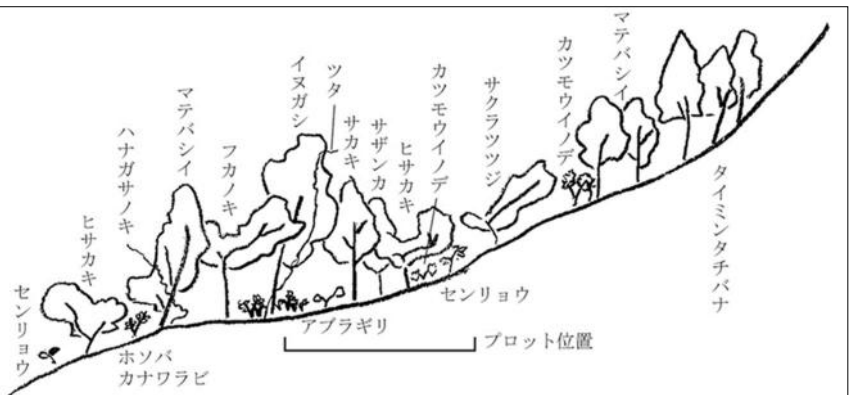 センリョウ
ヒサカキ
ハナガサノキ
マテバシイ
フカノキ
イヌガシ
ツタ
サカキ
サザンカ
ヒサカキ
カツモウイノデ
サクラツツジ
カツモウイノデ
マテバシイ
タイミンタチバナ
センリョウ
アブラギリ
ホソバ
カナワラビ
プロット位置